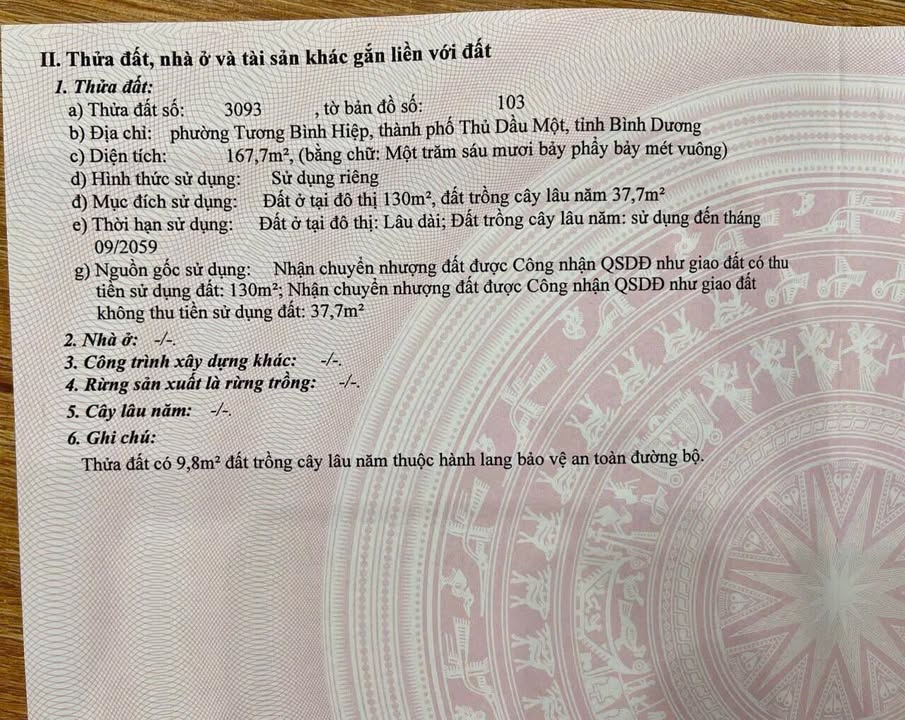 II. Thửa đất, nhà ở và tài sản khác gắn liền với đất
1. Thửa đất:
a) Thửa đất số: 3093 , tờ bản đồ số: 103
b) Địa chỉ: phường Tương Bình Hiệp, thành phố Thủ Dầu Một, tỉnh Bình Dương
c) Diện tích: 167,7m², (bằng chữ: Một trăm sáu mươi bảy phẩy bảy mét vuông)
d) Hình thức sử dụng: Sử dụng riêng
đ) Mục đích sử dụng: Đất ở tại đô thị 130m², đất trồng cây lâu năm 37,7m²
e) Thời hạn sử dụng: Đất ở tại đô thị: Lâu dài; Đất trồng cây lâu năm: sử dụng đến tháng
09/2059
g) Nguồn gốc sử dụng: Nhận chuyển nhượng đất được Công nhận QSDĐ như giao đất có thu
tiền sử dụng đất: 130m²; Nhận chuyển nhượng đất được Công nhận QSDĐ như giao đất
không thu tiền sử dụng đất: 37,7m²
2. Nhà ở: -/-.
3. Công trình xây dựng khác: -/-.
4. Rừng sản xuất là rừng trồng: -/-.
5. Cây lâu năm: -/-.
6. Ghi chú:
Thửa đất có 9,8m² đất trồng cây lâu năm thuộc hành lang bảo vệ an toàn đường bộ.